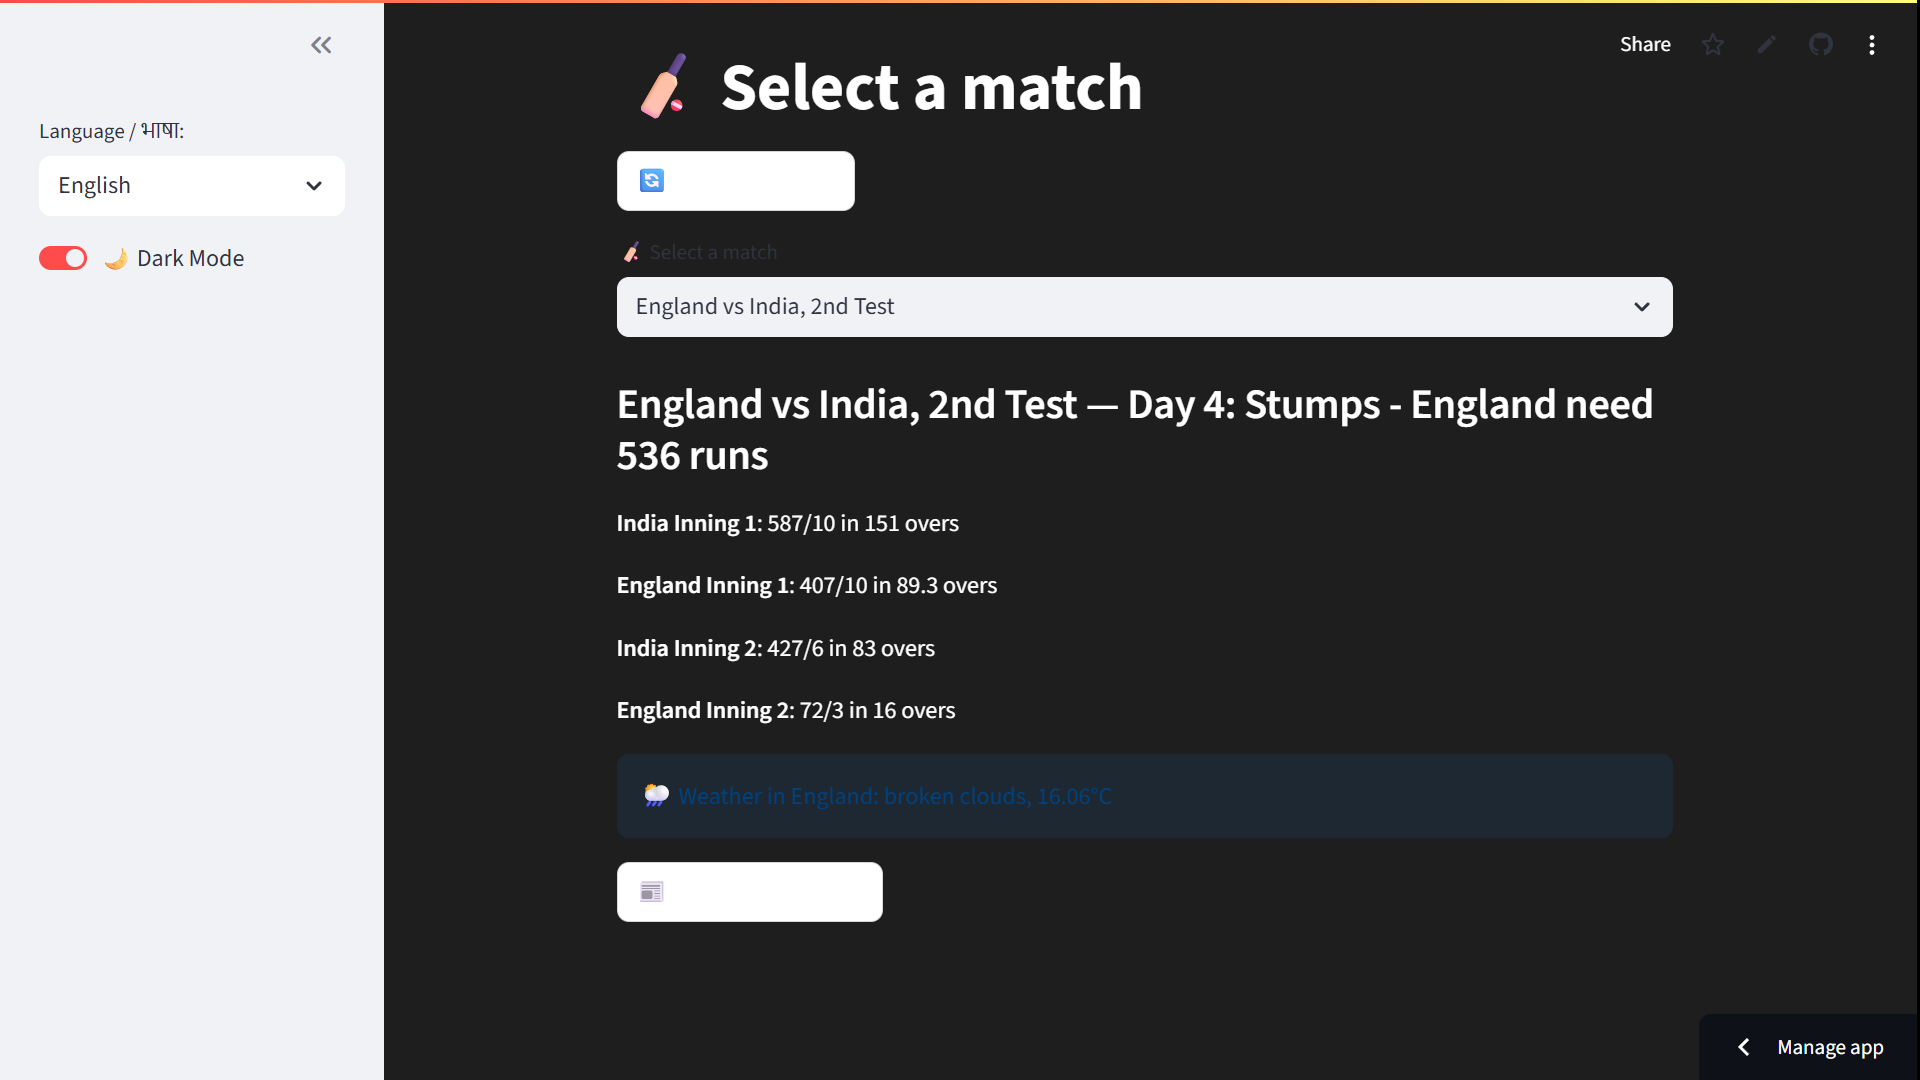 Language / भाषा:
English
🌙 Dark Mode
Share
Select a match
Select a match
England vs India, 2nd Test
England vs India, 2nd Test — Day 4: Stumps - England need
536 runs
India Inning 1: 587/10 in 151 overs
England Inning 1: 407/10 in 89.3 overs
India Inning 2: 427/6 in 83 overs
England Inning 2: 72/3 in 16 overs
Weather in England: broken clouds, 16.06°C
Manage app